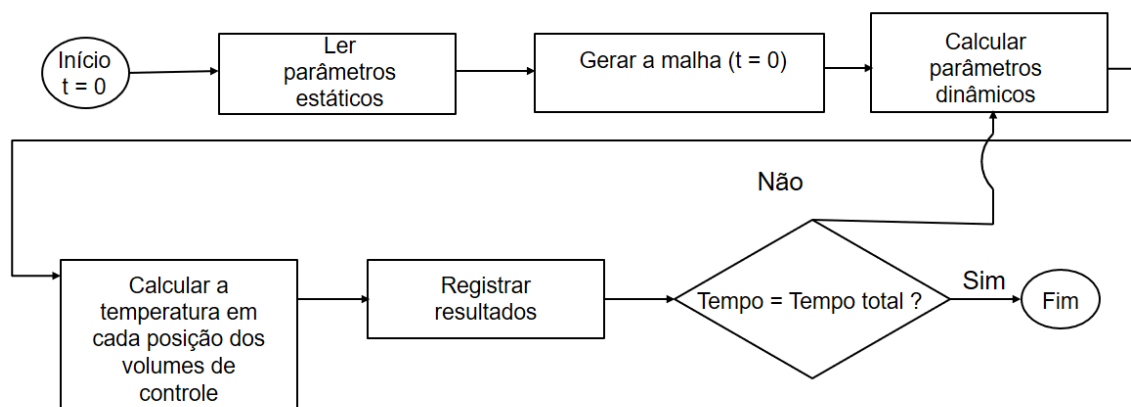 Início
t = 0
Ler
parâmetros
estáticos
Gerar a malha (t = 0)
Calcular
parâmetros
dinâmicos
Não
Calcular a
temperatura em
cada posição dos
volumes de
controle
Registrar
resultados
Tempo = Tempo total ?
Sim
Fim